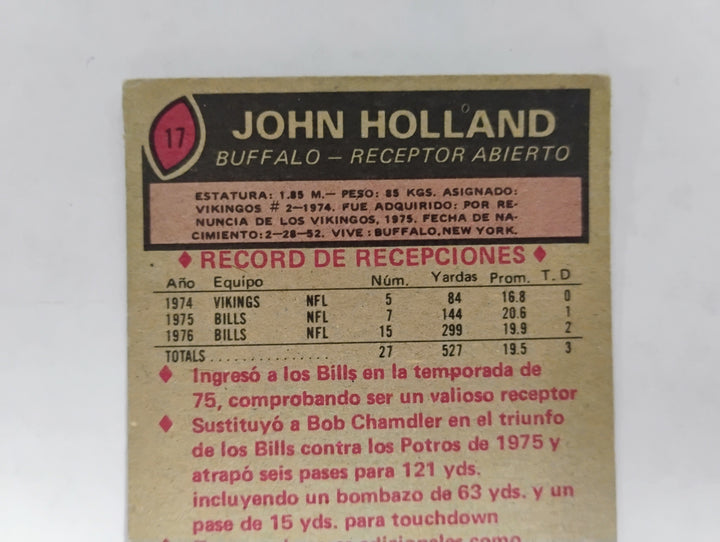 17
JOHN HOLLAND
BUFFALO – RECEPTOR ABIERTO
ESTATURA: 1.85 M.— PESO: 85 KGS. ASIGNADO:
VIKINGOS # 2–1974. FUE ADQUIRIDO: POR RE-
NUNCIA DE LOS VIKINGOS, 1975. FECHA DE NA-
CIMIENTO: 2-28-52. VIVE: BUFFALO, NEW YORK.
♦ RECORD DE RECEPCIONES ♦
Año Equipo Núm. Yardas Prom. T. D
1974 VIKINGS NFL 5 84 16.8 0
1975 BILLS NFL 7 144 20.6 1
1976 BILLS NFL 15 299 19.9 2
TOTALS .............. 27 527 19.5 3
♦ Ingresó a los Bills en la temporada de
75, comprobando ser un valioso receptor
♦ Sustituyó a Bob Chamdler en el triunfo
de los Bills contra los Potros de 1975 y
atrapó seis pases para 121 yds.
incluyendo un bombazo de 63 yds. y un
pase de 15 yds. para touchdown